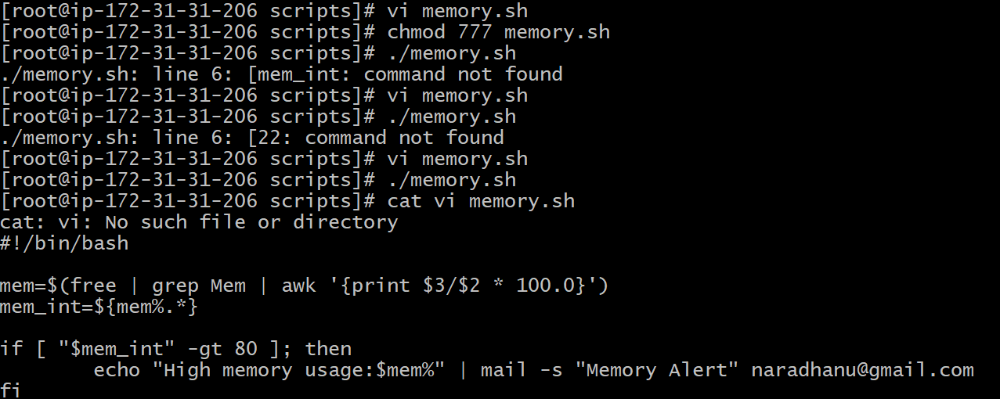 [root@ip-172-31-31-206 scripts]# vi memory.sh
[root@ip-172-31-31-206 scripts]# chmod 777 memory.sh
[root@ip-172-31-31-206 scripts]# ./memory.sh
./memory.sh: line 6: [mem_int: command not found
[root@ip-172-31-31-206 scripts]# vi memory.sh
[root@ip-172-31-31-206 scripts]# ./memory.sh
./memory.sh: line 6: [22: command not found
[root@ip-172-31-31-206 scripts]# vi memory.sh
[root@ip-172-31-31-206 scripts]# ./memory.sh
[root@ip-172-31-31-206 scripts]# cat vi memory.sh
cat: vi: No such file or directory
#!/bin/bash

mem=$(free | grep Mem | awk '{print $3/$2 * 100.0}')
mem_int=${mem%.*}

if [ "$mem_int" -gt 80 ]; then
        echo "High memory usage:$mem%" | mail -s "Memory Alert" naradhanu@gmail.com
fi